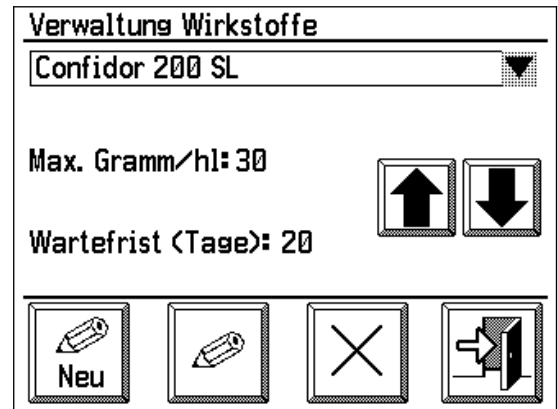 Verwaltung Wirkstoffe
Confidor 200 SL
Max. Gramm/hl: 30
Wartefrist (Tage): 20
Neu